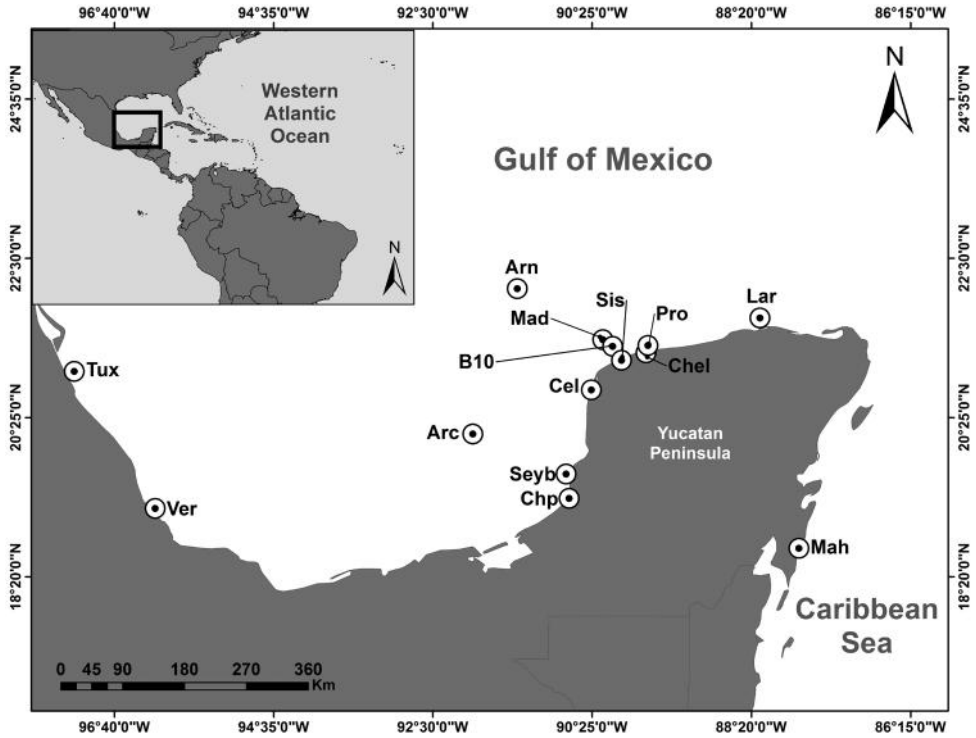 96°40'0"W 94°35'0"W 92°30'0"W 90°25'0"W 88°20'0"W 86°15'0"W
24°35'0"N
22°30'0"N
20°25'0"N
18°20'0"N
Western
Atlantic
Ocean
N
N
Gulf of Mexico
Arn
Sis
Lar
Mad
Pro
B10
Chel
Tux
Cel
Arc
Yucatan
Peninsula
Seyb
Chp
Ver
Mah
Caribbean
Sea
0 45 90 180 270 360
Km
24°35'0"N
22°30'0"N
20°25'0"N
18°20'0"N
96°40'0"W 94°35'0"W 92°30'0"W 90°25'0"W 88°20'0"W 86°15'0"W